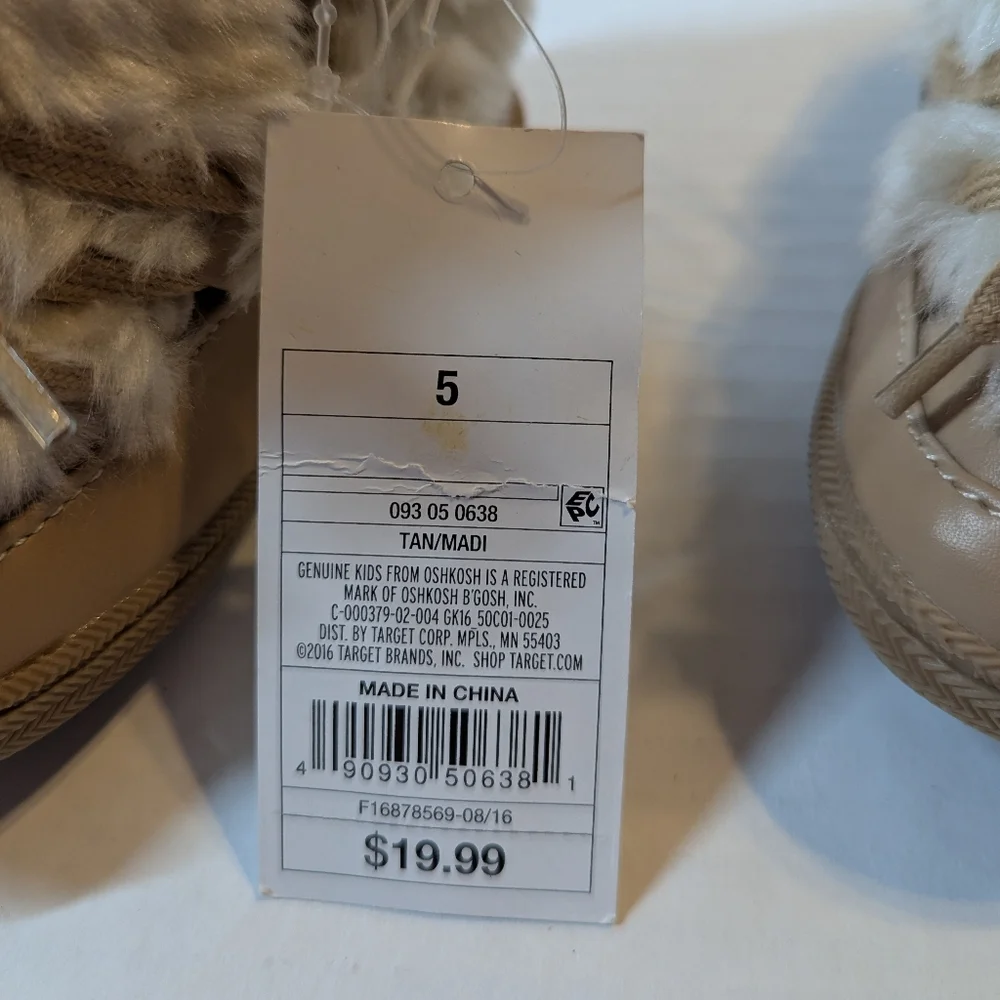 5
EPC
TM
093 05 0638
TAN/MADI
GENUINE KIDS FROM OSHKOSH IS A REGISTERED
MARK OF OSHKOSH B'GOSH, INC.
C-000379-02-004 GK16_50C01-0025
DIST. BY TARGET CORP. MPLS., MN 55403
©2016 TARGET BRANDS, INC. SHOP TARGET.COM
MADE IN CHINA
4 90930 50638 1
F16878569-08/16
$19.99